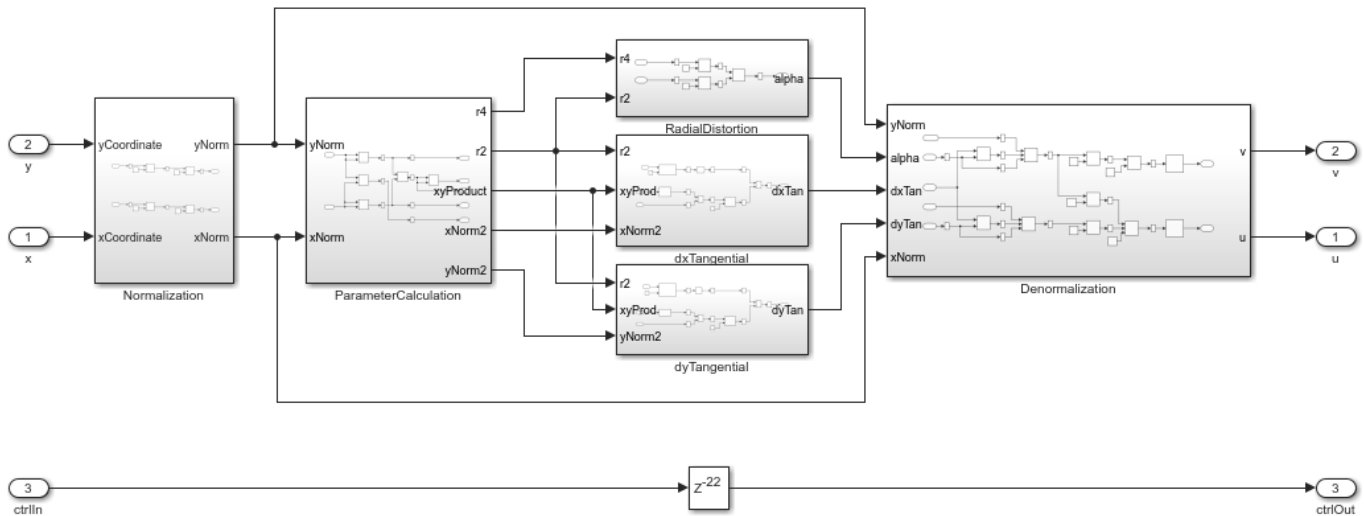 2
y
1
x
yCoordinate
xCoordinate
yNorm
xNorm
Normalization
yNorm
xNorm
r4
r2
xyProduct
xNorm2
yNorm2
ParameterCalculation
r4
r2
alpha
RadialDistortion
r2
xyProd
xNorm2
dxTan
dxTangential
r2
xyProd
yNorm2
dyTan
dyTangential
yNorm
alpha
dxTan
dyTan
xNorm
v
u
Denormalization
2
v
1
u
3
ctrlIn
Z-22
3
ctrlOut